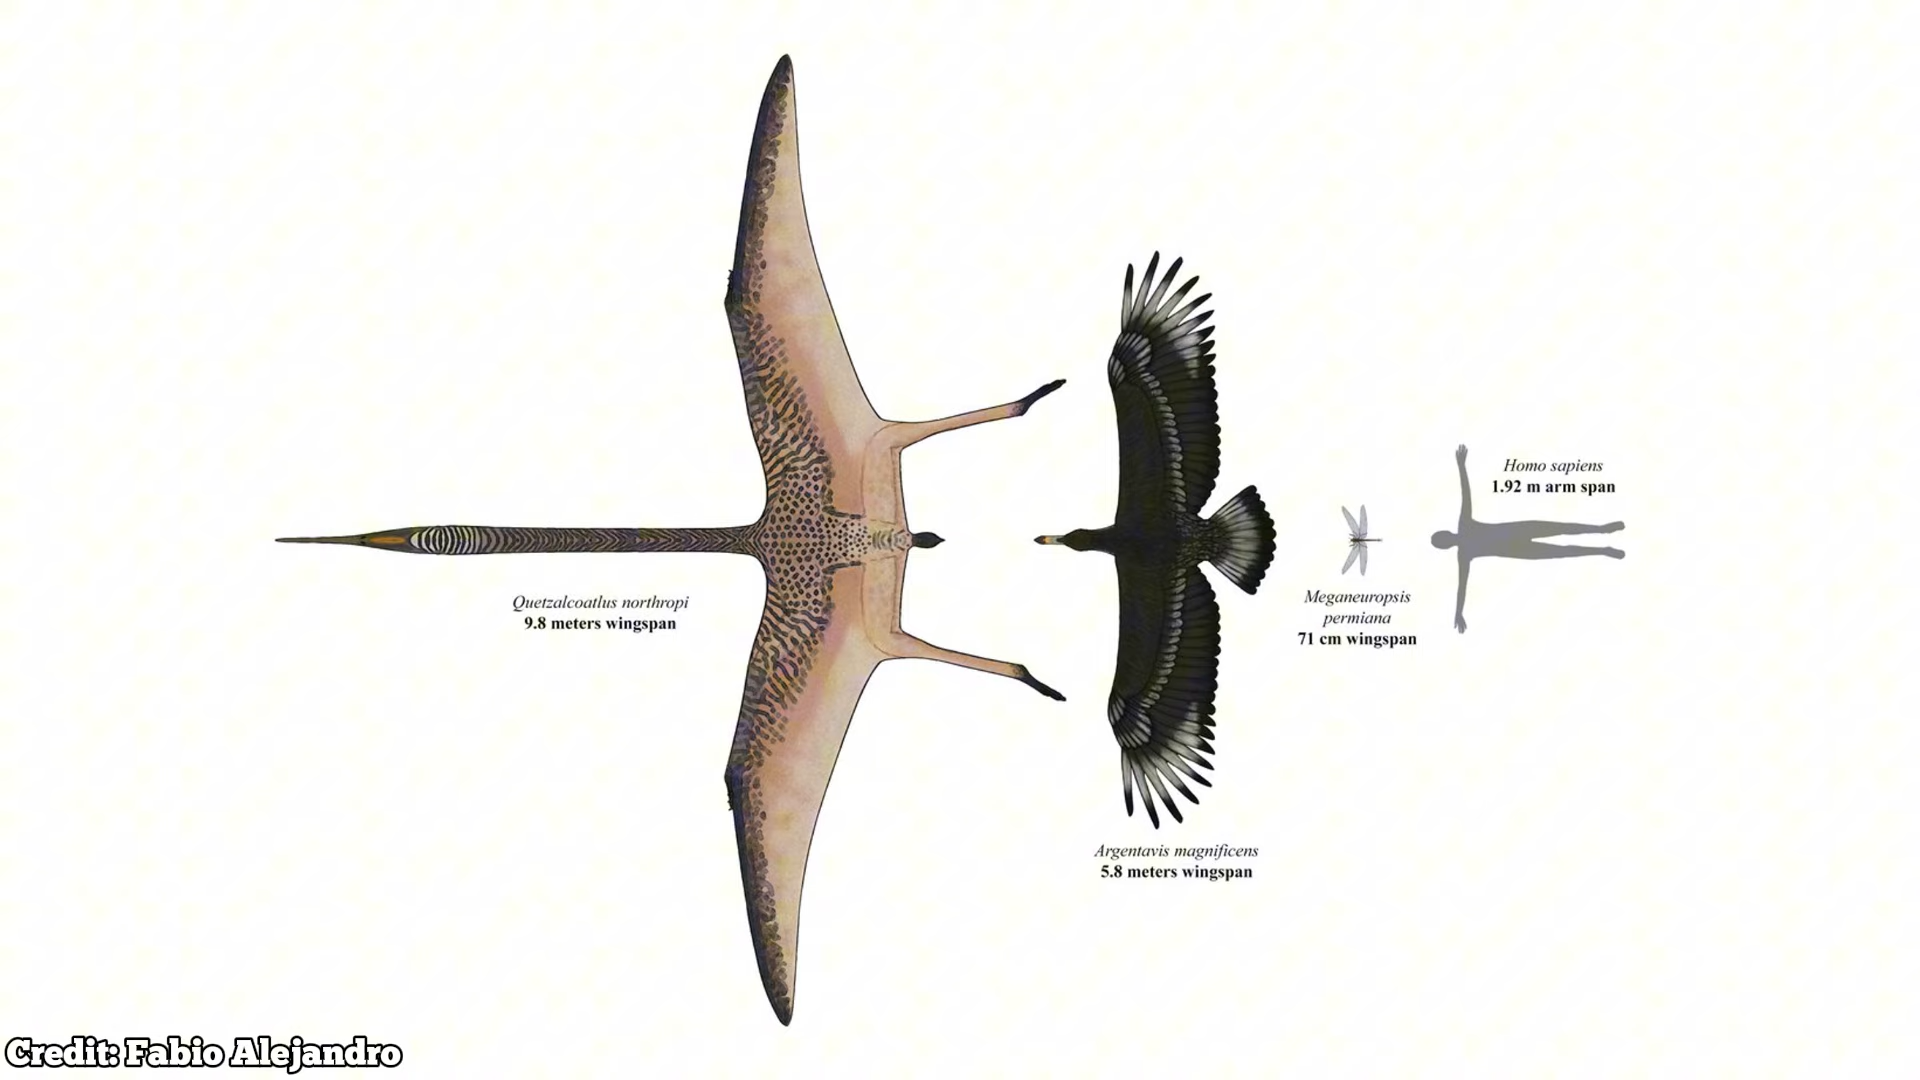 Homo sapiens
1.92 m arm span
Quetzalcoatlus northropi
9.8 meters wingspan
Meganeuropsis
permiana
71 cm wingspan
Argentavis magnificens
5.8 meters wingspan
Credit: Fabio Alejandro